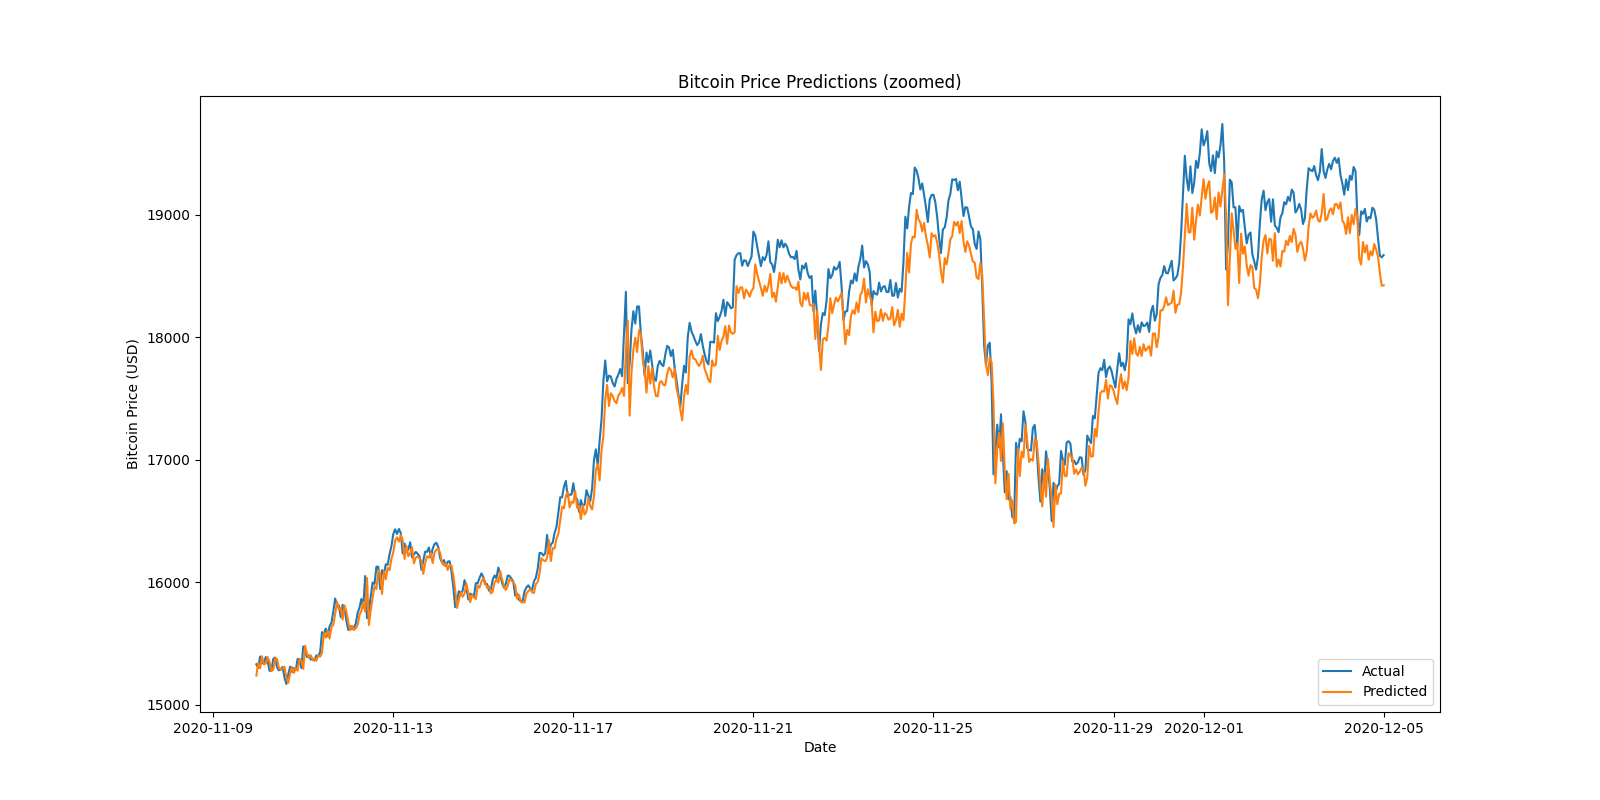 Bitcoin Price Predictions (zoomed)
Bitcoin Price (USD)
19000
18000
17000
16000
15000
2020-11-09 2020-11-13 2020-11-17 2020-11-21 2020-11-25 2020-11-29 2020-12-01 2020-12-05
Date
Actual
Predicted